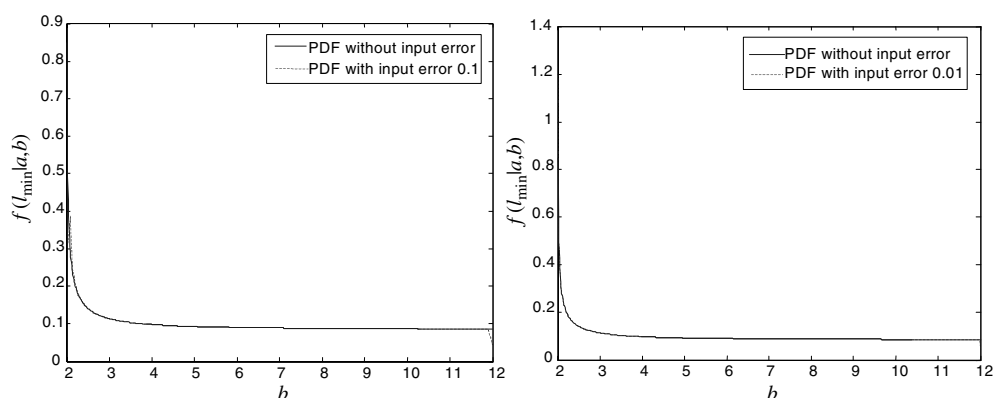 0.9
0.8
0.7
0.6
0.5
0.4
0.3
0.2
0.1
0
f (l_min|a,b)
PDF without input error
PDF with input error 0.1
2 3 4 5 6 7 8 9 10 11 12
b
1.4
1.2
1
0.8
0.6
0.4
0.2
0
f (l_min|a,b)
PDF without input error
PDF with input error 0.01
2 3 4 5 6 7 8 9 10 11 12
b